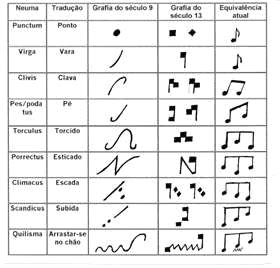 Neuma Tradução Grafia do século 9 Grafia do século 13 Equivalência atual
Punctum Ponto
Virga Vara
Clivis Clava
Pes/poda
tus Pé
Torculus Torcido
Porrectus Esticado
Climacus Escada
Scandicus Subida
Quilisma Arrastar-se
no chão